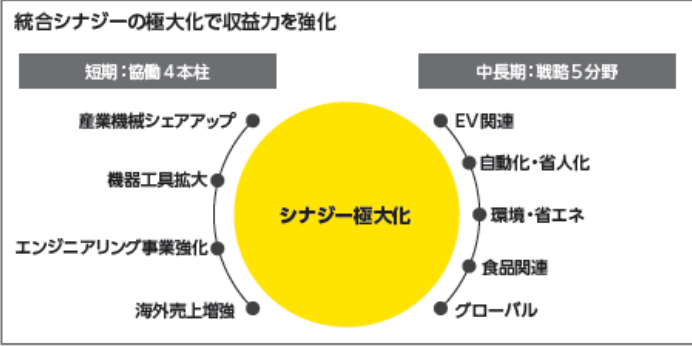 統合シナジーの極大化で収益力を強化
短期：協働４本柱
産業機械シェアアップ
機器工具拡大
エンジニアリング事業強化
海外売上増強
シナジー極大化
中長期：戦略５分野
EV関連
自動化・省人化
環境・省エネ
食品関連
グローバル